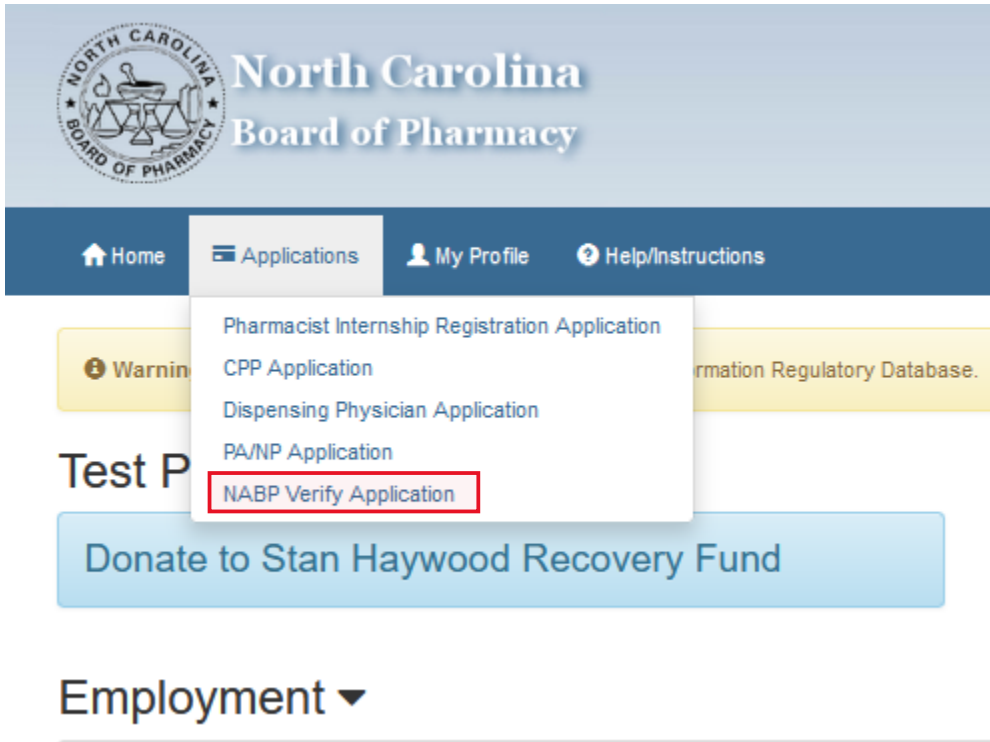 NORTH CAROLINA
BOARD OF PHARMACY
North Carolina
Board of Pharmacy
Home Applications My Profile Help/Instructions
Pharmacist Internship Registration Application
Warnin rmation Regulatory Database.
CPP Application
Dispensing Physician Application
PA/NP Application
Test P
NABP Verify Application
Donate to Stan Haywood Recovery Fund
Employment